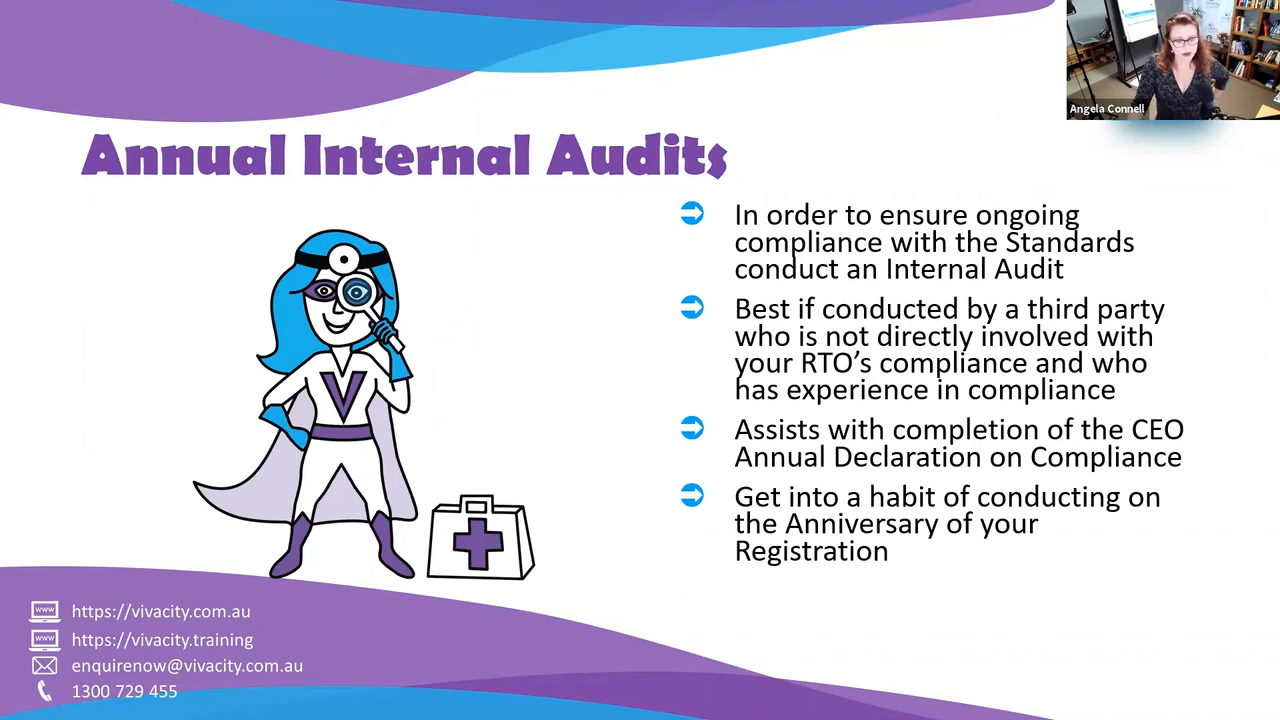 Angela Connell
Annual Internal Audits
In order to ensure ongoing
compliance with the Standards
conduct an Internal Audit
Best if conducted by a third party
who is not directly involved with
your RTO's compliance and who
has experience in compliance
Assists with completion of the CEO
Annual Declaration on Compliance
Get into a habit of conducting on
the Anniversary of your
Registration
V
www https://vivacity.com.au
www https://vivacity.training
enquirenow@vivacity.com.au
1300 729 455